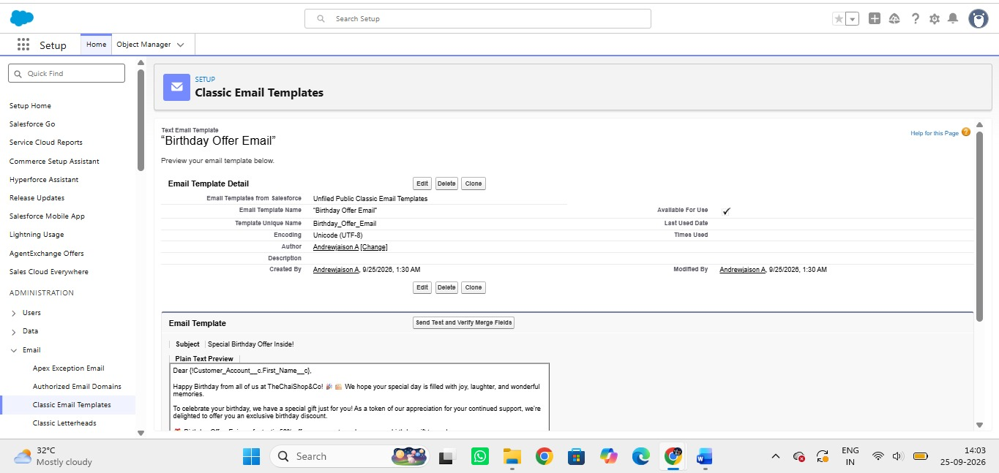 Search Setup
Setup
Home
Object Manager
Quick Find
Setup Home
Salesforce Go
Service Cloud Reports
Commerce Setup Assistant
Hyperforce Assistant
Release Updates
Salesforce Mobile App
Lightning Usage
AgentExchange Offers
Sales Cloud Everywhere
ADMINISTRATION
Users
Data
Email
Apex Exception Email
Authorized Email Domains
Classic Email Templates
Classic Letterheads
SETUP
Classic Email Templates
Text Email Template
“Birthday Offer Email”
Help for this Page
Preview your email template below.
Email Template Detail
Edit Delete Clone
Email Templates from Salesforce Unfiled Public Classic Email Templates
Email Template Name “Birthday Offer Email” Available For Use ✓
Template Unique Name Birthday_Offer_Email Last Used Date
Encoding Unicode (UTF-8) Times Used
Author Andrewjaison A [Change]
Description
Created By Andrewjaison A, 9/25/2026, 1:30 AM Modified By Andrewjaison A, 9/25/2026, 1:30 AM
Edit Delete Clone
Email Template Send Test and Verify Merge Fields
Subject Special Birthday Offer Inside!
Plain Text Preview
Dear {!Customer_Account__c.First_Name__c},
Happy Birthday from all of us at TheChaiShop&Co! 🎉 🎂 We hope your special day is filled with joy, laughter, and wonderful
memories.
To celebrate your birthday, we have a special gift just for you! As a token of our appreciation for your continued support, we're
delighted to offer you an exclusive birthday discount.
32°C
Mostly cloudy
Search
ENG
IN
14:03
25-09-2026